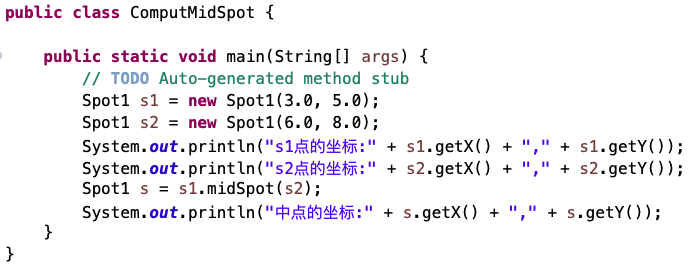 public class ComputMidSpot {
public static void main(String[] args) {
// TODO Auto-generated method stub
Spot1 s1 = new Spot1(3.0, 5.0);
Spot1 s2 = new Spot1(6.0, 8.0);
System.out.println("s1点的坐标:" + s1.getX() + "," + s1.getY());
System.out.println("s2点的坐标:" + s2.getX() + "," + s2.getY());
Spot1 s = s1.midSpot(s2);
System.out.println("中点的坐标:" + s.getX() + "," + s.getY());
}
}